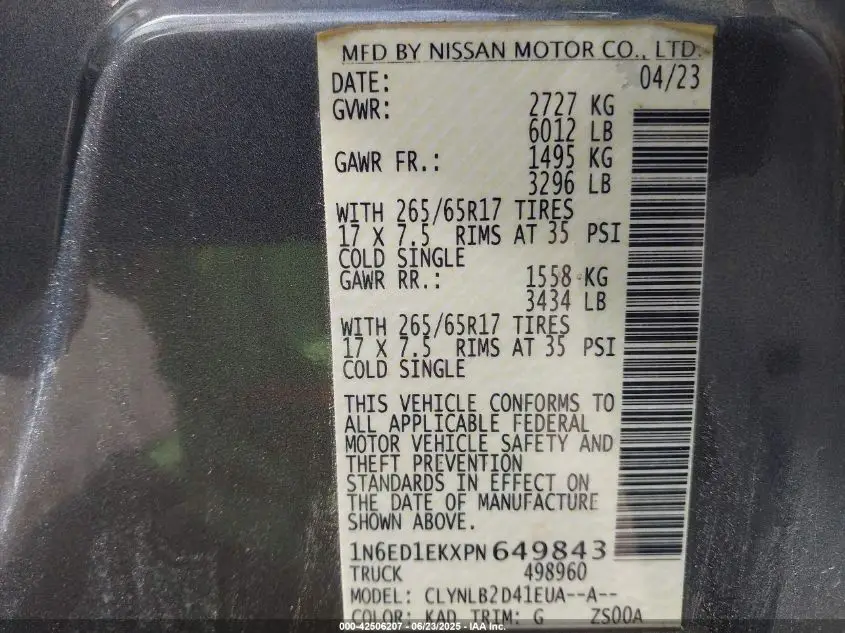 MFD BY NISSAN MOTOR CO., LTD.
DATE: 04/23
GVWR: 2727 KG
6012 LB
GAWR FR.: 1495 KG
3296 LB
WITH 265/65R17 TIRES
17 X 7.5 RIMS AT 35 PSI
COLD SINGLE
GAWR RR.: 1558 KG
3434 LB
WITH 265/65R17 TIRES
17 X 7.5 RIMS AT 35 PSI
COLD SINGLE
THIS VEHICLE CONFORMS TO
ALL APPLICABLE FEDERAL
MOTOR VEHICLE SAFETY AND
THEFT PREVENTION
STANDARDS IN EFFECT ON
THE DATE OF MANUFACTURE
SHOWN ABOVE.
1N6ED1EKXPN649843
TRUCK 498960
MODEL: CLYNLB2D41EUA--A--
COLOR: KAD TRIM: G ZS00A
000-42506207 - 06/23/2025 - IAA Inc.